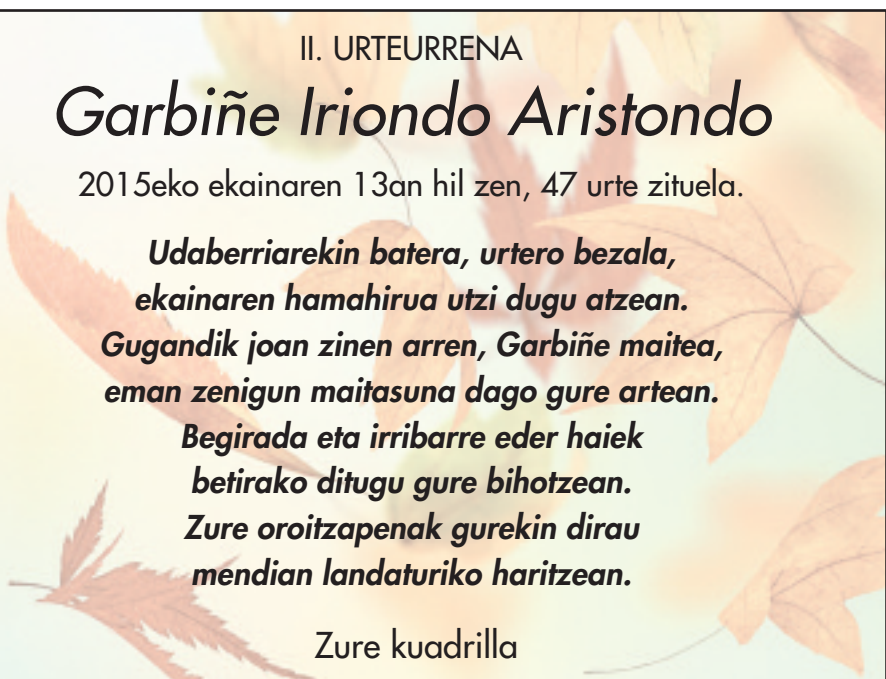 II. URTEURRENA
Garbiñe Iriondo Aristondo
2015eko ekainaren 13an hil zen, 47 urte zituela.
Udaberriarekin batera, urtero bezala,
ekainaren hamahirua utzi dugu atzean.
Gugandik joan zinen arren, Garbiñe maitea,
eman zenigun maitasuna dago gure artean.
Begirada eta irribarre eder haiek
betirako ditugu gure bihotzean.
Zure oroitzapenak gurekin dirau
mendian landaturiko haritzean.
Zure kuadrilla